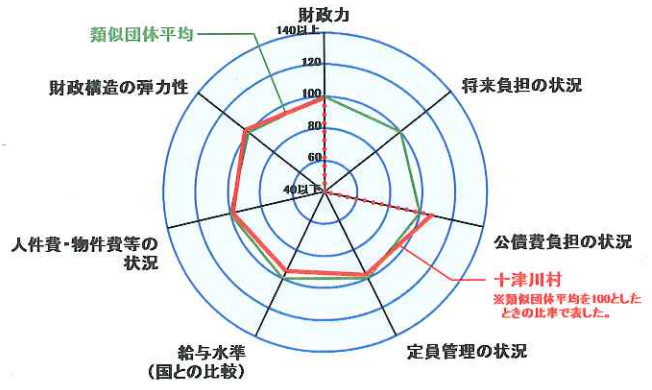 財政力
140以上
類似団体平均
120
財政構造の弾力性
将来負担の状況
100
80
60
40以上
人件費・物件費等の
状況
公債費負担の状況
十津川村
※類似団体平均を100とした
ときの比率で表した。
給与水準
(国との比較)
定員管理の状況